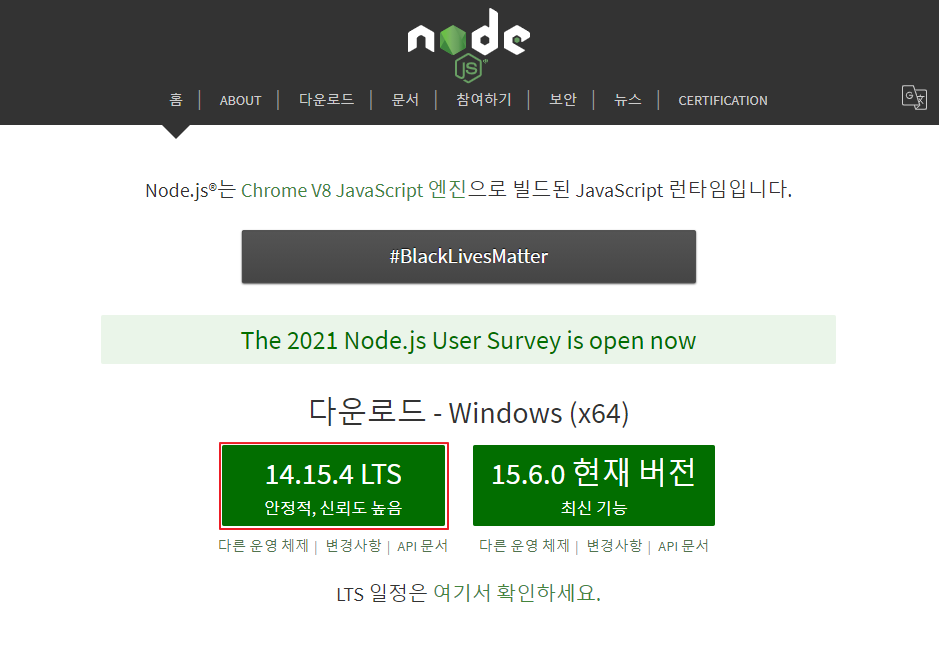 node
JS
홈 | ABOUT | 다운로드 | 문서 | 참여하기 | 보안 | 뉴스 | CERTIFICATION
Node.js®는 Chrome V8 JavaScript 엔진으로 빌드된 JavaScript 런타임입니다.
#BlackLivesMatter
The 2021 Node.js User Survey is open now
다운로드 - Windows (x64)
14.15.4 LTS
안정적, 신뢰도 높음
15.6.0 현재 버전
최신 기능
다른 운영 체제 | 변경사항 | API 문서
다른 운영 체제 | 변경사항 | API 문서
LTS 일정은 여기서 확인하세요.